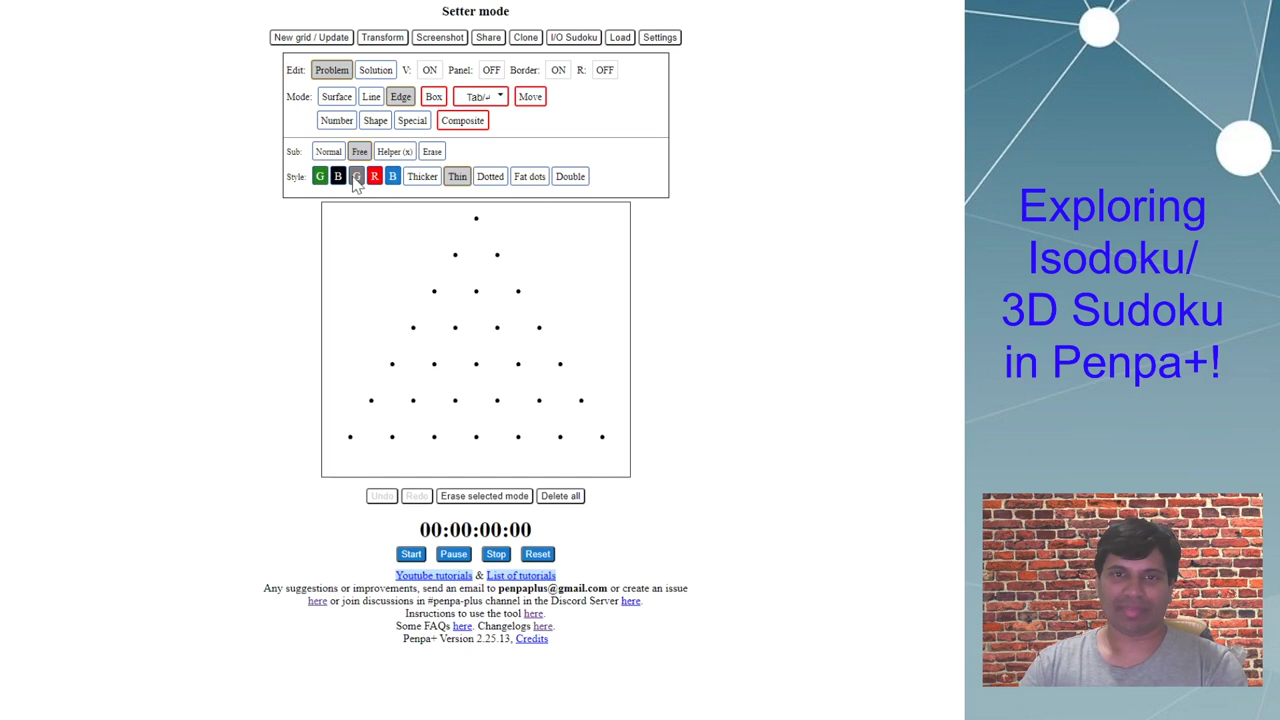 Setter mode
New grid / Update Transform Screenshot Share Clone I/O Sudoku Load Settings
Edit: Problem Solution V: ON Panel: OFF Border: ON R: OFF
Mode: Surface Line Edge Box Tab/↵ Move
Number Shape Special Composite
Sub: Normal Free Helper (x) Erase
Style: G B G R B Thicker Thin Dotted Fat dots Double
Undo Redo Erase selected mode Delete all
00:00:00:00
Start Pause Stop Reset
Youtube tutorials & List of tutorials
Any suggestions or improvements, send an email to penpaplus@gmail.com or create an issue
here or join discussions in #penpa-plus channel in the Discord Server here.
Insructions to use the tool here.
Some FAQs here. Changelogs here.
Penpa+ Version 2.25.13, Credits
Exploring
Isodoku/
3D Sudoku
in Penpa+!